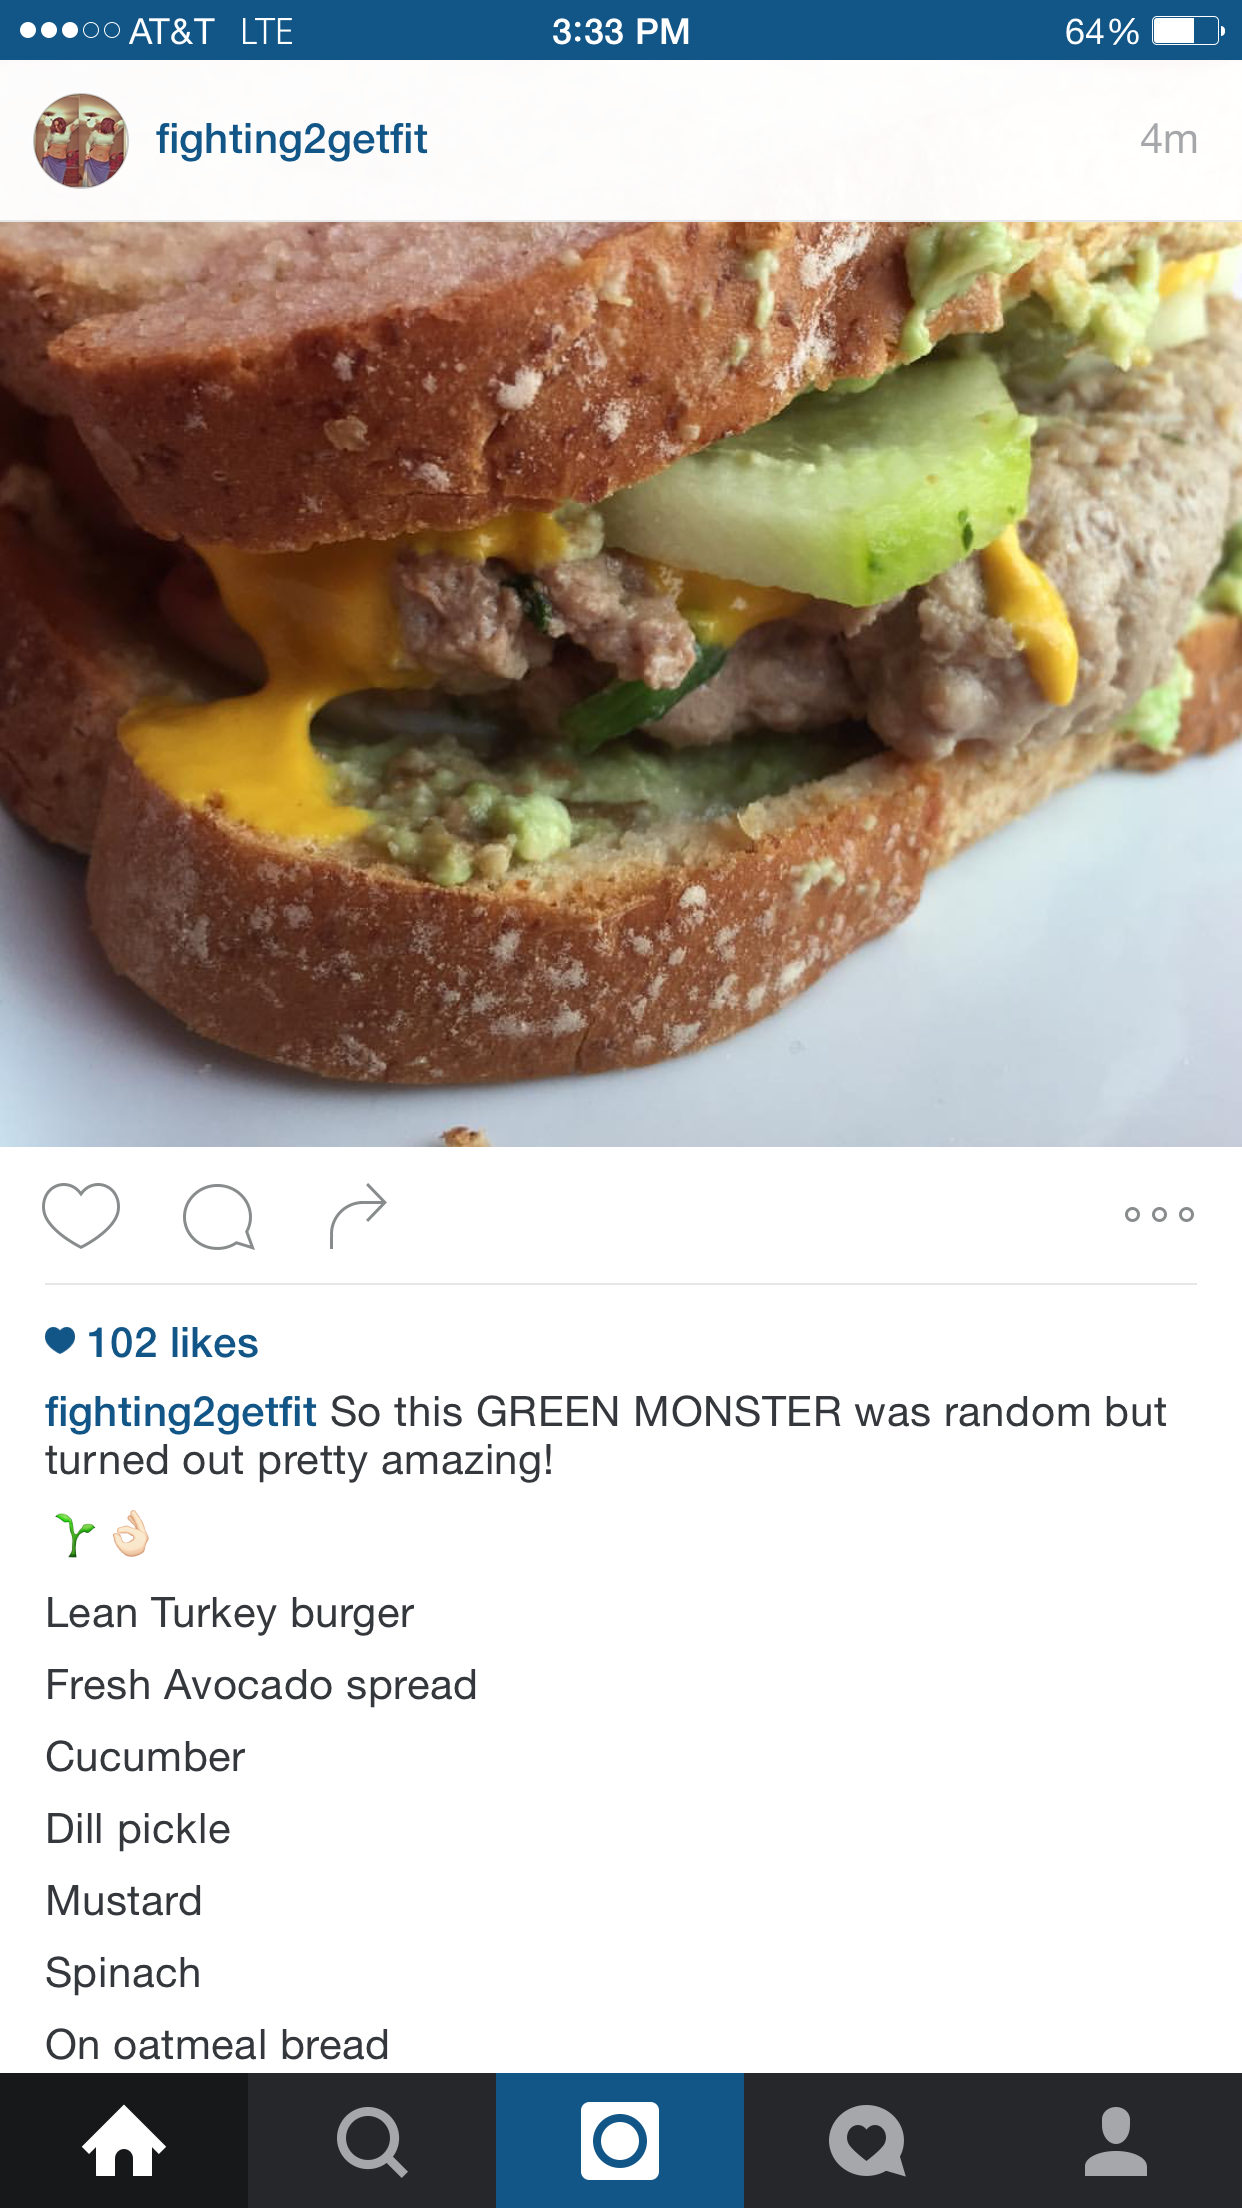 AT&T LTE 3:33 PM 64%
fighting2getfit 4m
102 likes
fighting2getfit So this GREEN MONSTER was random but
turned out pretty amazing!
🌱👌🏻
Lean Turkey burger
Fresh Avocado spread
Cucumber
Dill pickle
Mustard
Spinach
On oatmeal bread